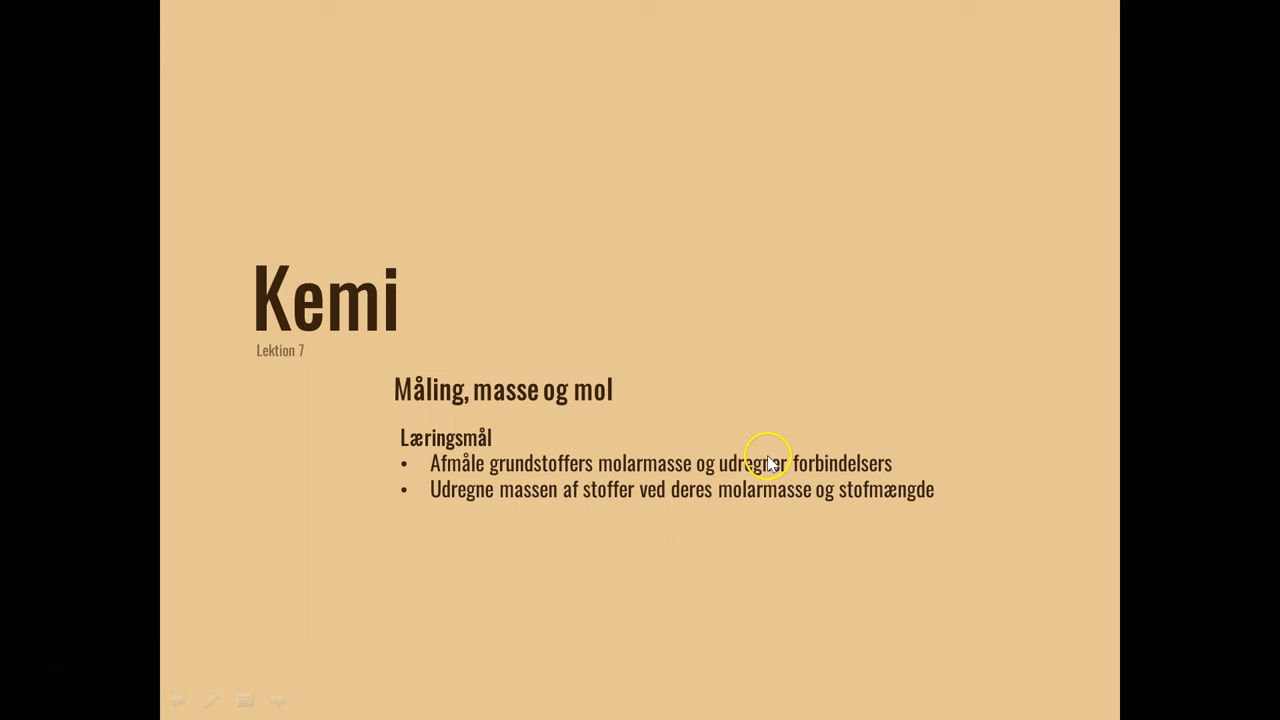 Kemi
Lektion 7
Måling, masse og mol
Læringsmål
• Afmåle grundstoffers molarmasse og udregner forbindelsers
• Udregne massen af stoffer ved deres molarmasse og stofmængde